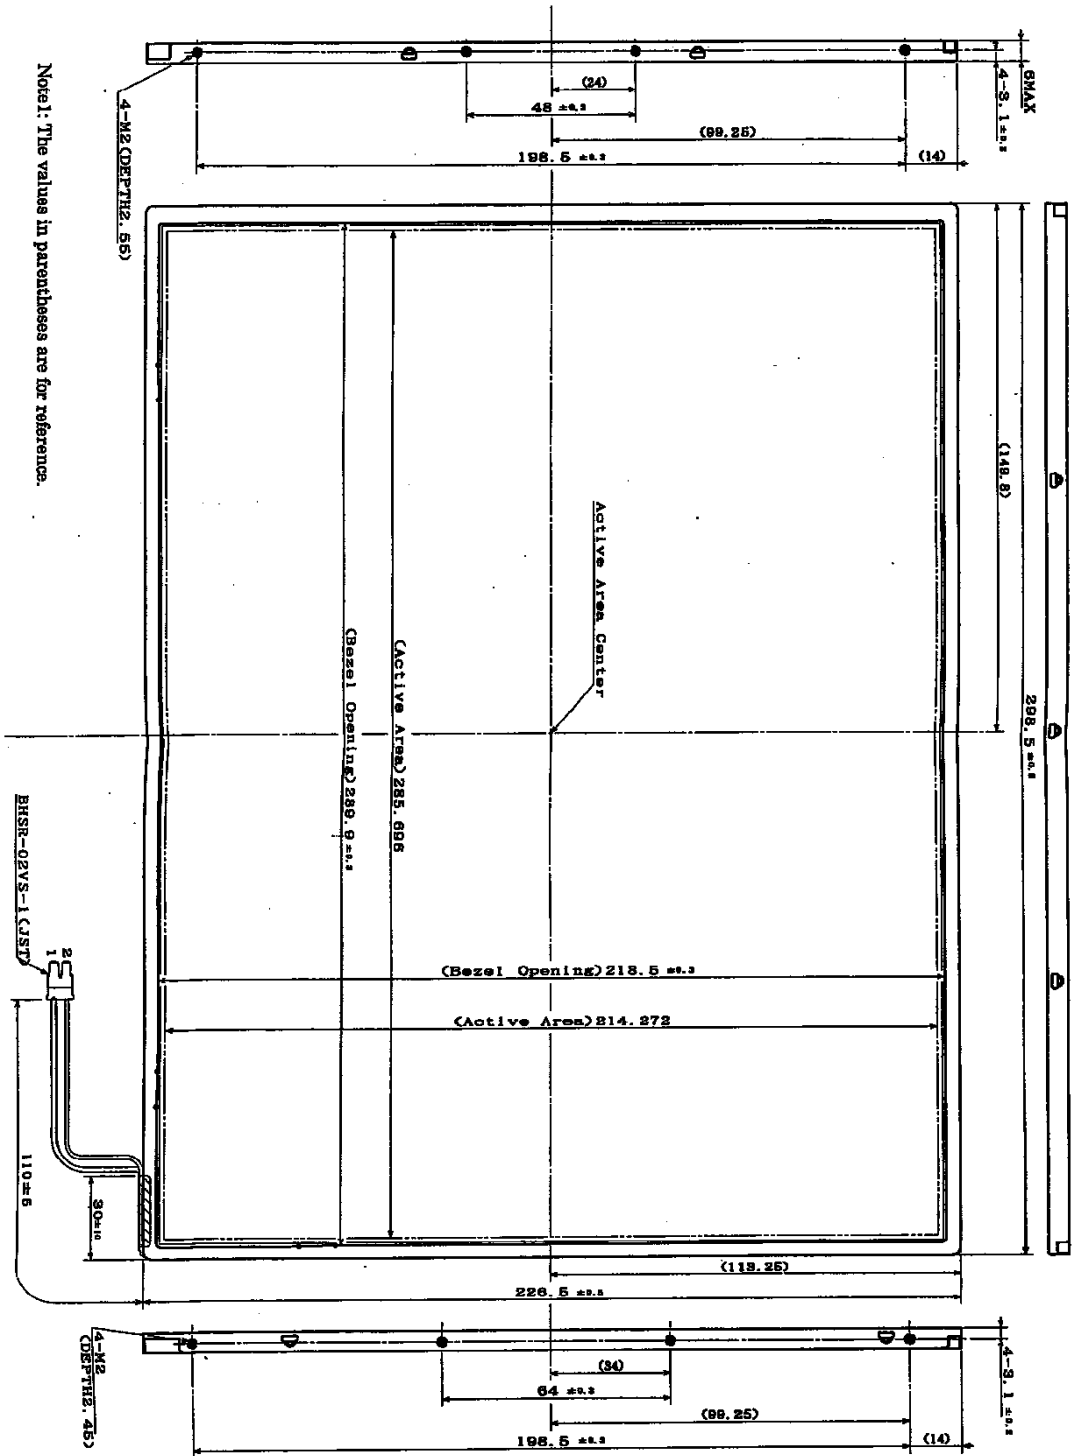 6MAX
4-3.1±0.2
(24)
48 ±0.3
(99.25)
198.5 ±0.3
(14)
4-M2(DEPTH2.55)
Note1: The values in parentheses are for reference.
(149.8)
298.5 ±0.5
Active Area Center
(Active Area)285.696
(Bezel Opening)289.9 ±0.3
(Bezel Opening)218.5 ±0.3
(Active Area)214.272
BHSR-02VS-1(JST)
1 2
110±5
30±10
(113.25)
226.5 ±0.5
4-M2
(DEPTH2.45)
(34)
64 ±0.3
(99.25)
198.5 ±0.3
(14)
4-3.1 ±0.2